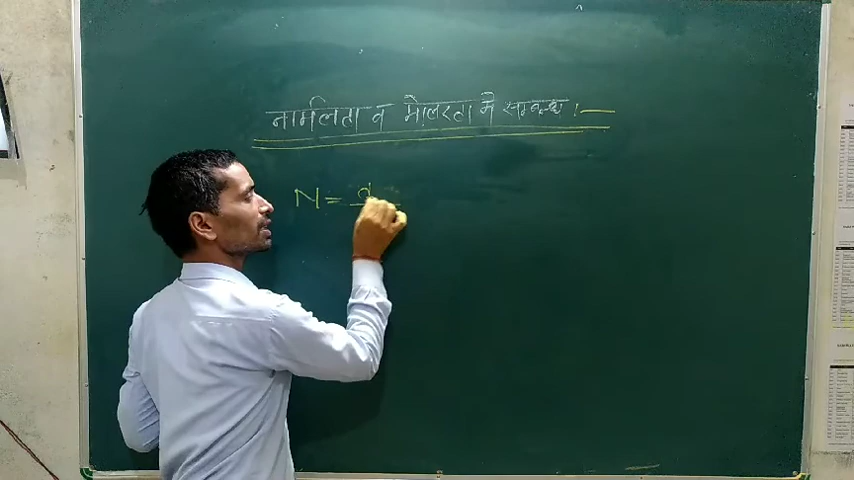 नार्मलता व मोलरता में सम्बन्ध :—
N =